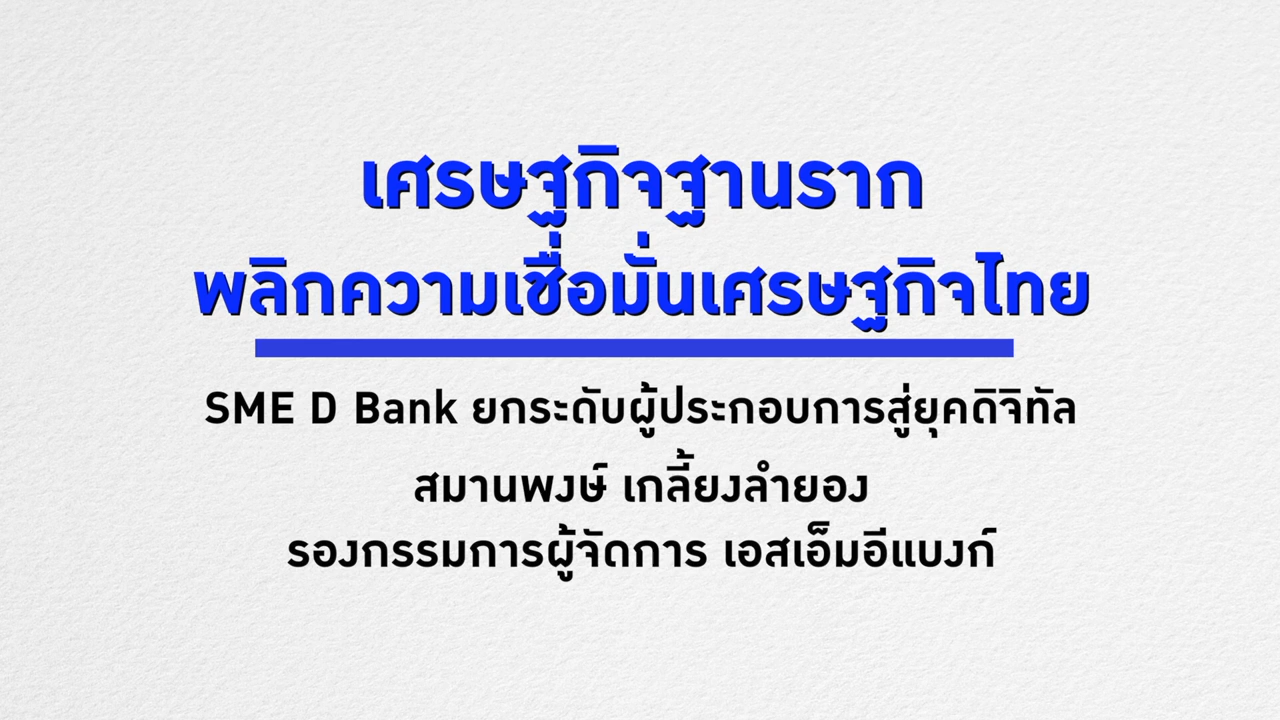 เศรษฐกิจฐานราก
พลิกความเชื่อมั่นเศรษฐกิจไทย
SME D Bank ยกระดับผู้ประกอบการสู่ยุคดิจิทัล
สมานพงษ์ เกลี้ยงลำยอง
รองกรรมการผู้จัดการ เอสเอ็มอีแบงก์